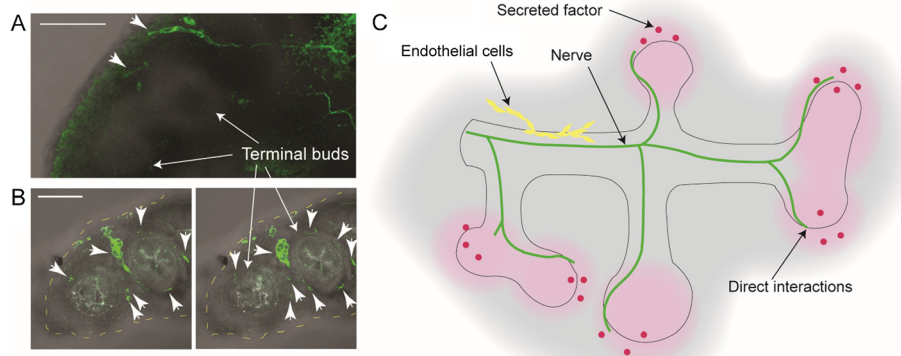 A
Terminal buds
B
C
Secreted factor
Endothelial cells
Nerve
Direct interactions